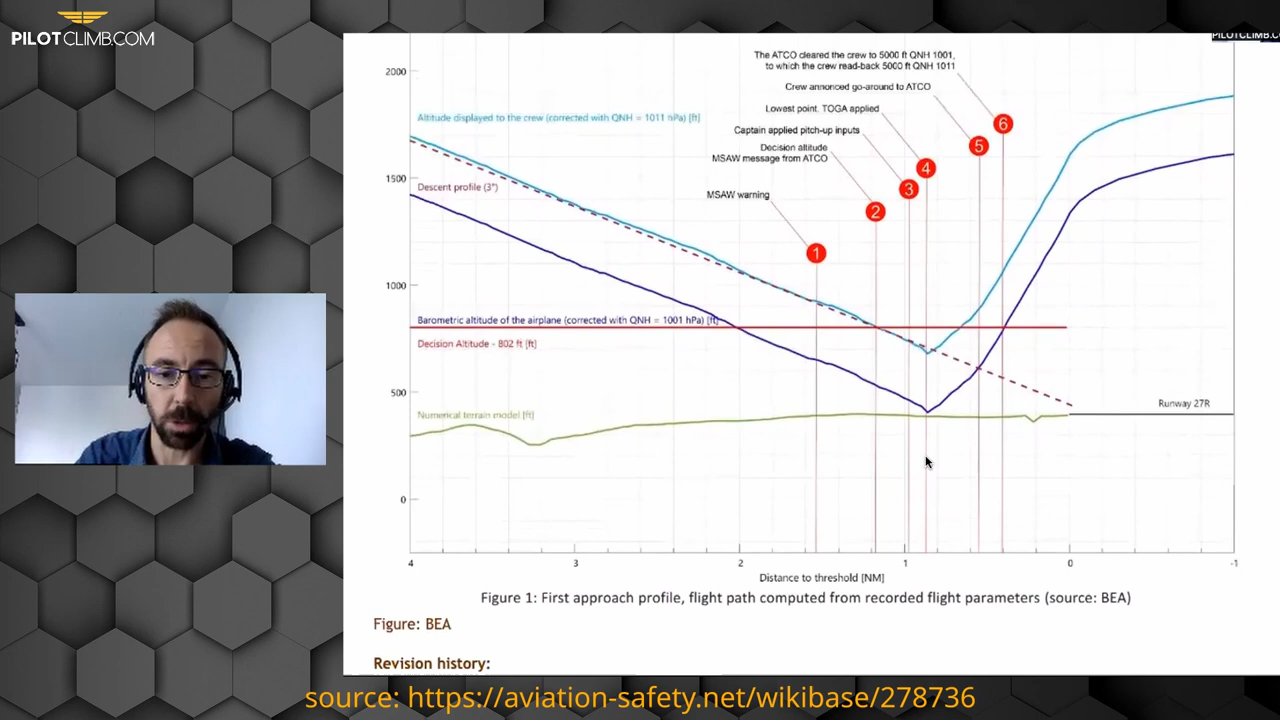 PILOTCLIMB.COM
PILOTCLIMB.CO
The ATCO cleared the crew to 5000 ft QNH 1001,
to which the crew read-back 5000 ft QNH 1011
Crew annonced go-around to ATCO
Lowest point. TOGA applied
Captain applied pitch-up inputs
Decision altitude
MSAW message from ATCO
MSAW warning
6
5
4
3
2
1
2000
1500
1000
500
0
Altitude displayed to the crew (corrected with QNH = 1011 hPa) [ft]
Descent profile (3°)
Barometric altitude of the airplane (corrected with QNH = 1001 hPa) [ft]
Decision Altitude - 802 ft [ft]
Numerical terrain model [ft]
Runway 27R
4
3
2
1
0
-1
Distance to threshold [NM]
Figure 1: First approach profile, flight path computed from recorded flight parameters (source: BEA)
Figure: BEA
Revision history:
source: https://aviation-safety.net/wikibase/278736